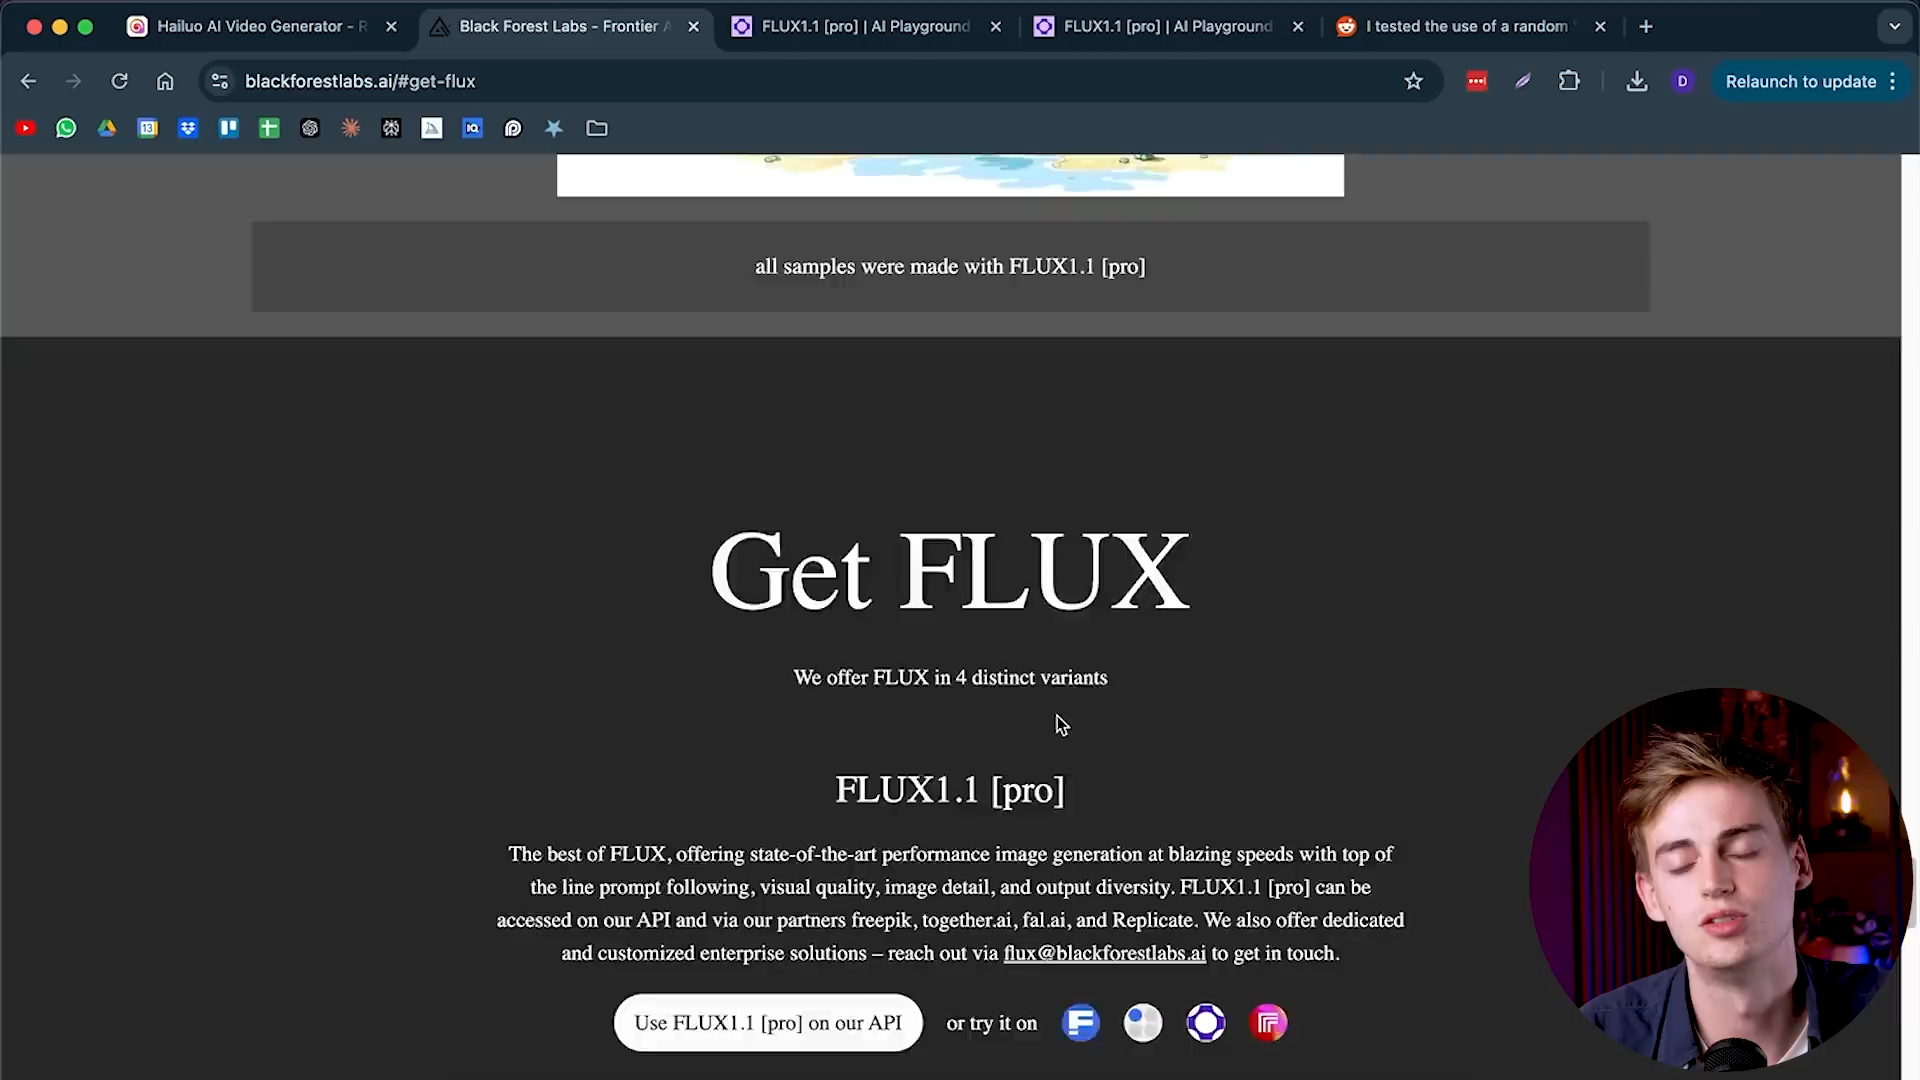 Hailuo AI Video Generator - R
Black Forest Labs - Frontier A
FLUX1.1 [pro] | AI Playground
FLUX1.1 [pro] | AI Playground
I tested the use of a random "
blackforestlabs.ai/#get-flux
D
Relaunch to update
13
IQ
all samples were made with FLUX1.1 [pro]
Get FLUX
We offer FLUX in 4 distinct variants
FLUX1.1 [pro]
The best of FLUX, offering state-of-the-art performance image generation at blazing speeds with top of
the line prompt following, visual quality, image detail, and output diversity. FLUX1.1 [pro] can be
accessed on our API and via our partners freepik, together.ai, fal.ai, and Replicate. We also offer dedicated
and customized enterprise solutions – reach out via flux@blackforestlabs.ai to get in touch.
Use FLUX1.1 [pro] on our API
or try it on